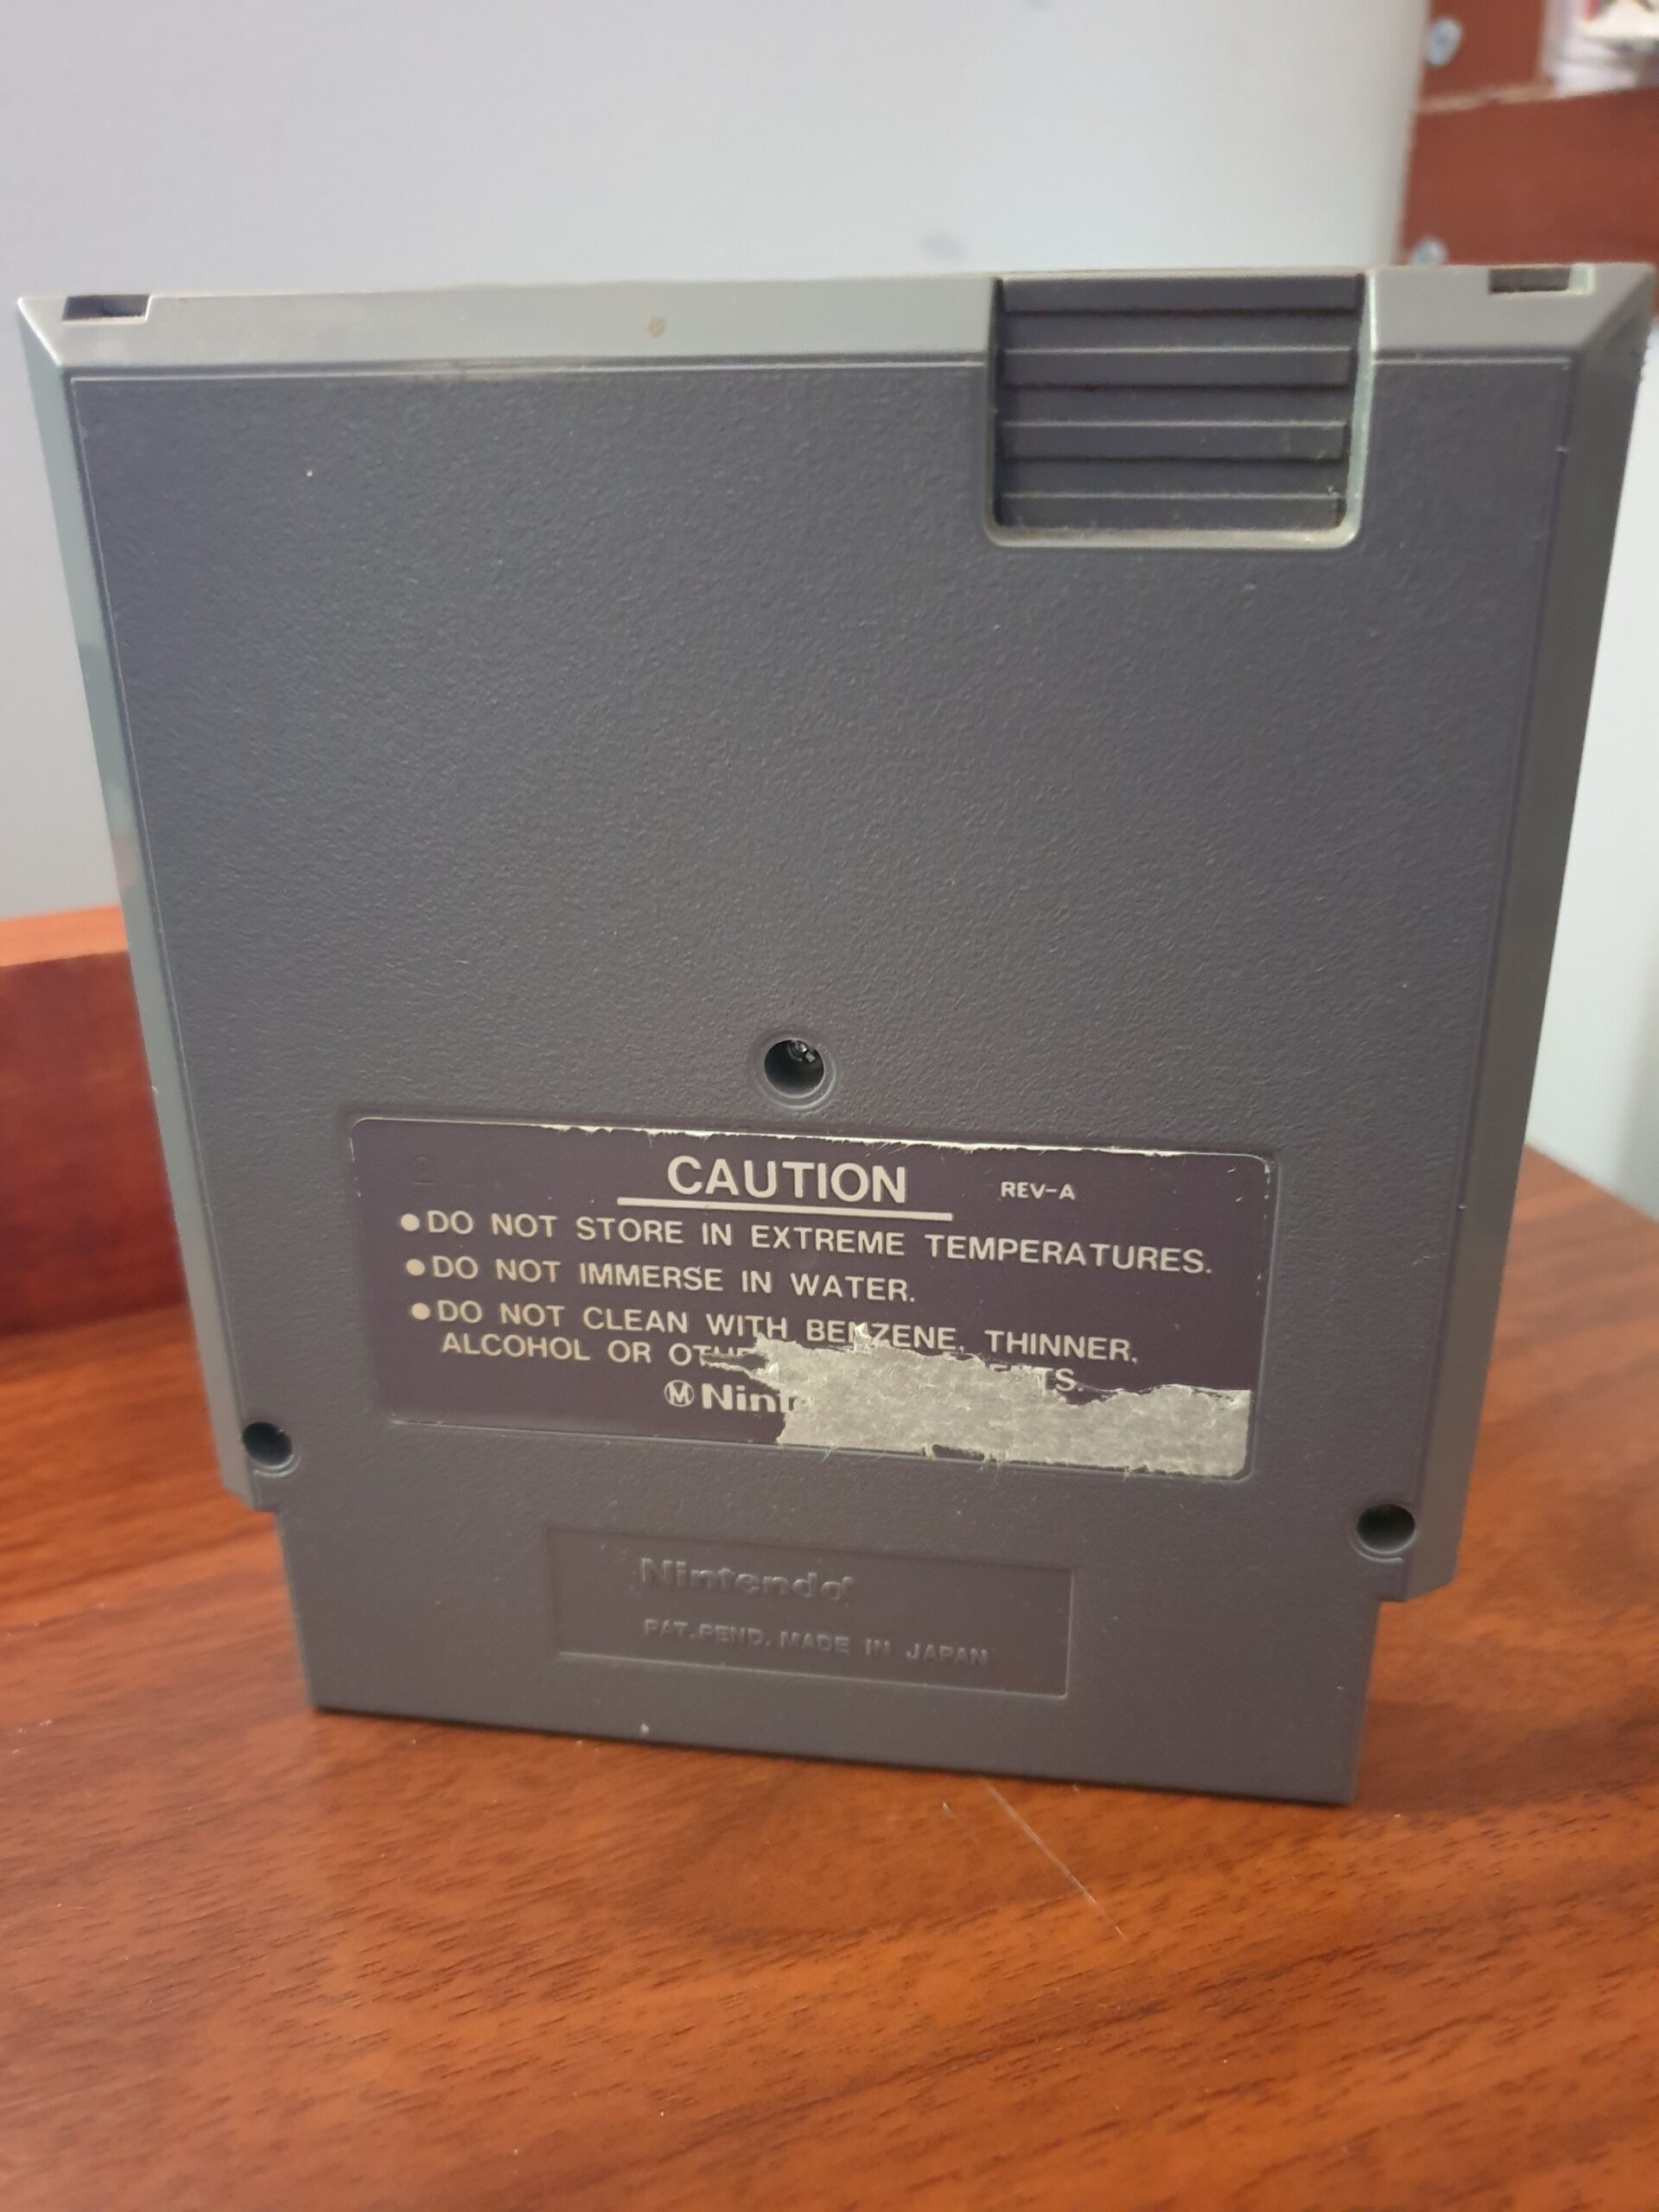 CAUTION REV-A
●DO NOT STORE IN EXTREME TEMPERATURES.
●DO NOT IMMERSE IN WATER.
●DO NOT CLEAN WITH BENZENE, THINNER,
ALCOHOL OR
Nintendo
PAT. PEND. MADE IN JAPAN